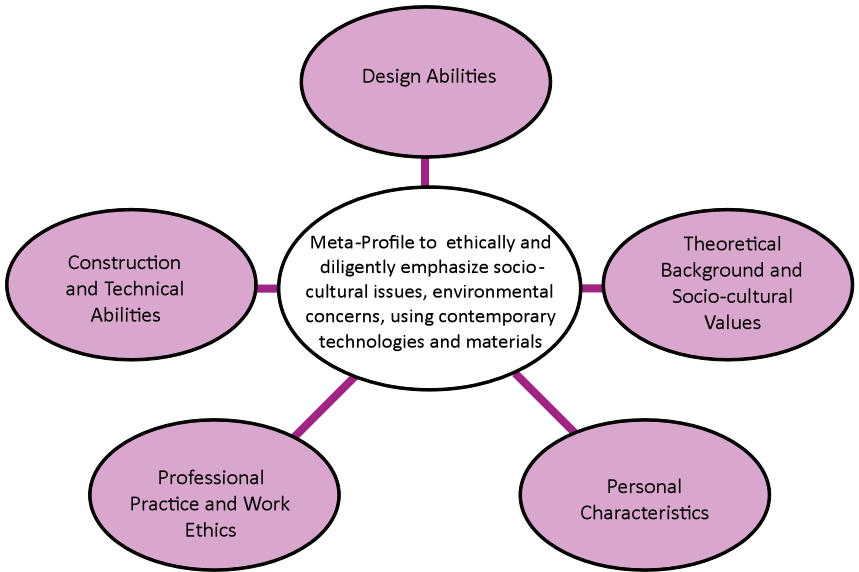 Design Abilities
Meta-Profile to ethically and
diligently emphasize socio-
cultural issues, environmental
concerns, using contemporary
technologies and materials
Construction
and Technical
Abilities
Theoretical
Background and
Socio-cultural
Values
Professional
Practice and Work
Ethics
Personal
Characteristics